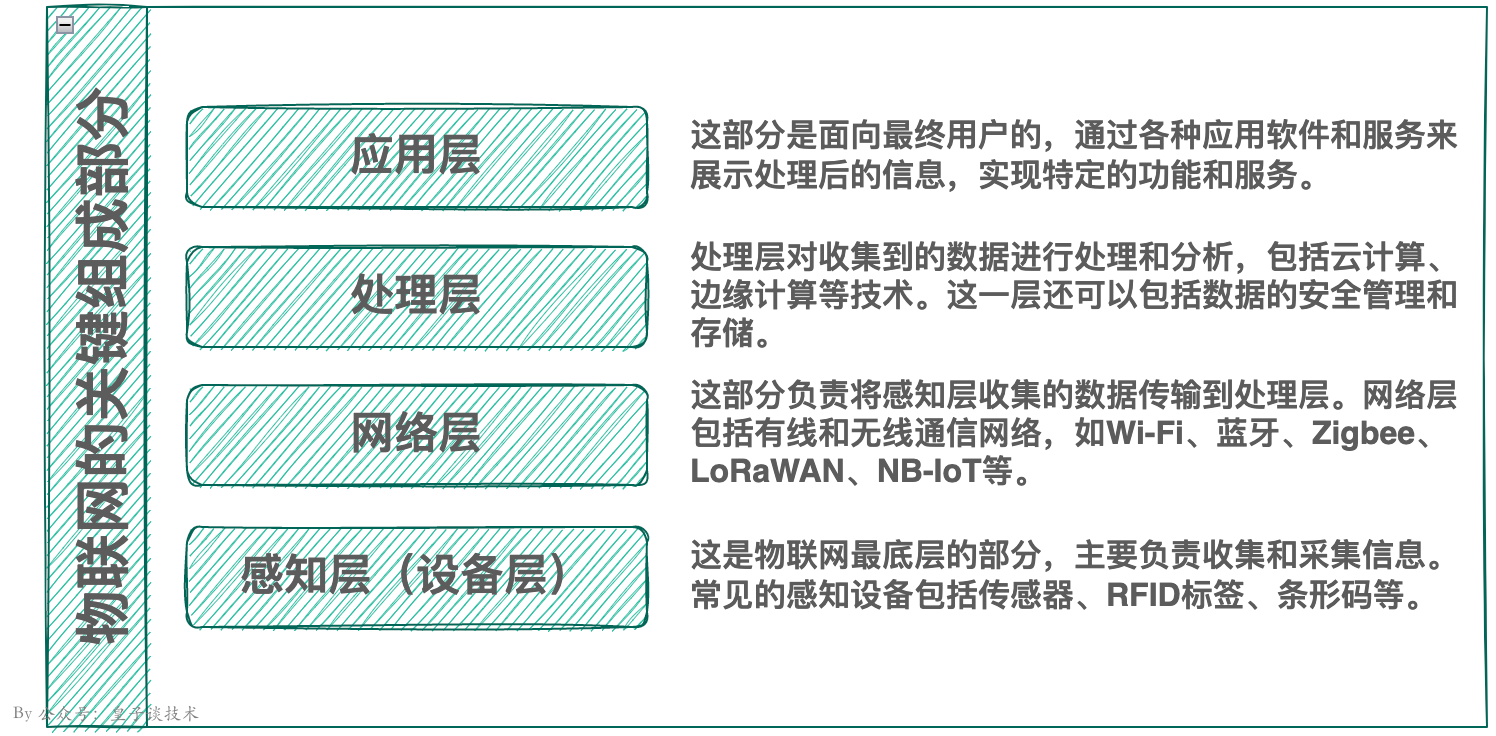 物联网的关键组成部分
应用层
这部分是面向最终用户的，通过各种应用软件和服务来
展示处理后的信息，实现特定的功能和服务。
处理层
处理层对收集到的数据进行处理和分析，包括云计算、
边缘计算等技术。这一层还可以包括数据的安全管理和
存储。
网络层
这部分负责将感知层收集的数据传输到处理层。网络层
包括有线和无线通信网络，如Wi-Fi、蓝牙、Zigbee、
LoRaWAN、NB-IoT等。
感知层（设备层）
这是物联网最底层的部分，主要负责收集和采集信息。
常见的感知设备包括传感器、RFID标签、条形码等。
By 公众号：皇子谈技术